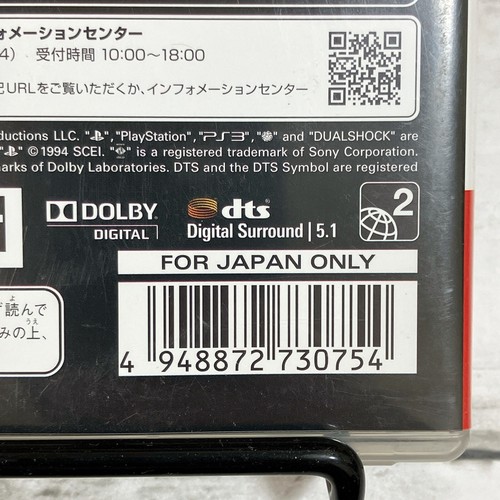 ォメーションセンター
4) 受付時間 10:00〜18:00
URLをご覧いただくか、インフォメーションセンター
ductions LLC. " ", "PlayStation", "PS3", " " and "DUALSHOCK" are
" " ©1994 SCEI. " " is a registered trademark of Sony Corporation.
arks of Dolby Laboratories. DTS and the DTS Symbol are registered
DOLBY DIGITAL
dts Digital Surround | 5.1
2
FOR JAPAN ONLY
読んで
よ
みの上、
うえ
4 948872 730754